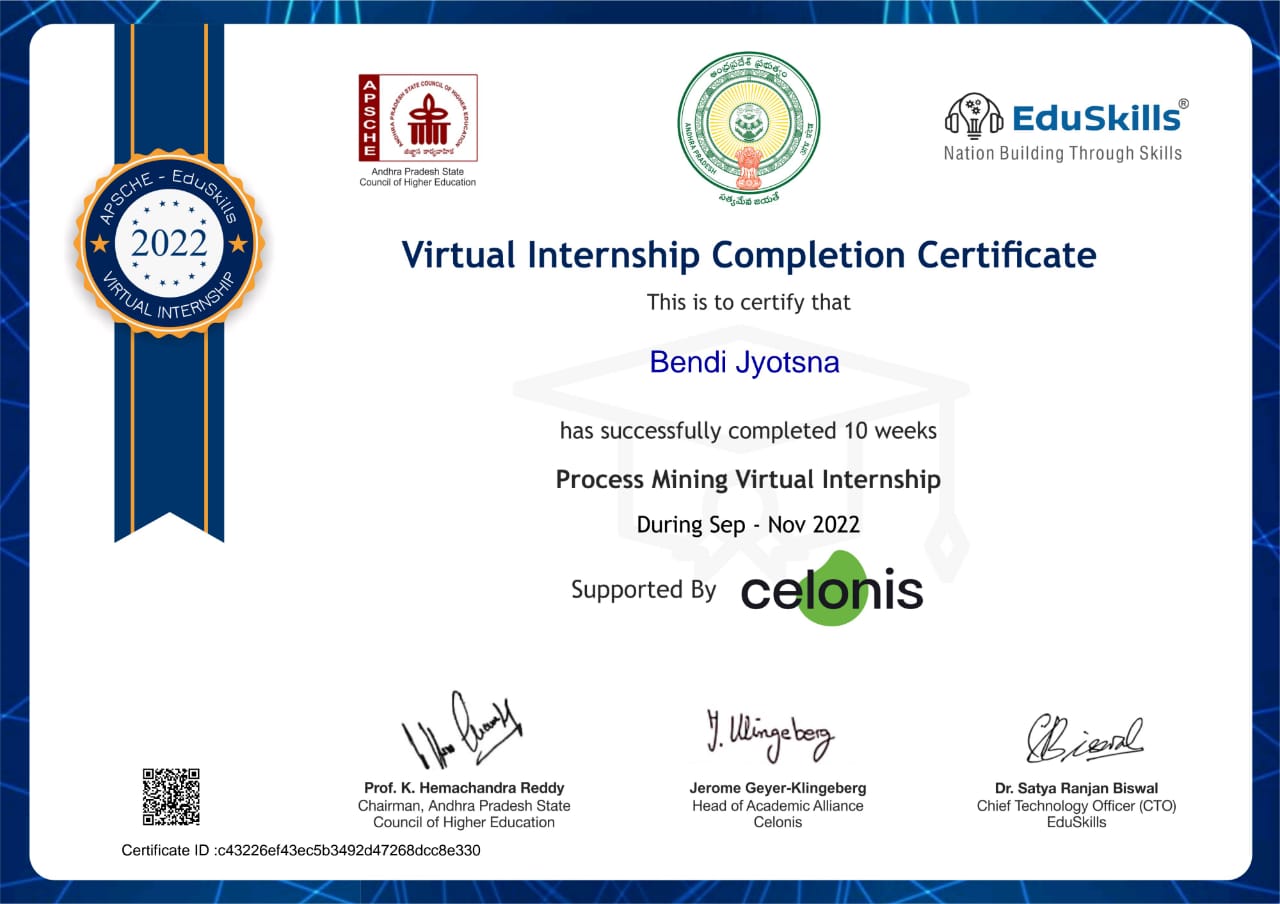 APSCHE
ANDHRA PRADESH STATE COUNCIL OF HIGHER EDUCATION
Andhra Pradesh State
Council of Higher Education
ఆంధ్రప్రదేశ్ ప్రభుత్వం
ANDHRA PRADESH
సత్యమేవ జయతే
EduSkills®
Nation Building Through Skills
APSCHE - EduSkills
2022
VIRTUAL INTERNSHIP
Virtual Internship Completion Certificate
This is to certify that
Bendi Jyotsna
has successfully completed 10 weeks
Process Mining Virtual Internship
During Sep - Nov 2022
Supported By celonis
J. Klingeberg
Prof. K. Hemachandra Reddy
Chairman, Andhra Pradesh State
Council of Higher Education
Jerome Geyer-Klingeberg
Head of Academic Alliance
Celonis
Dr. Satya Ranjan Biswal
Chief Technology Officer (CTO)
EduSkills
Certificate ID :c43226ef43ec5b3492d47268dcc8e330